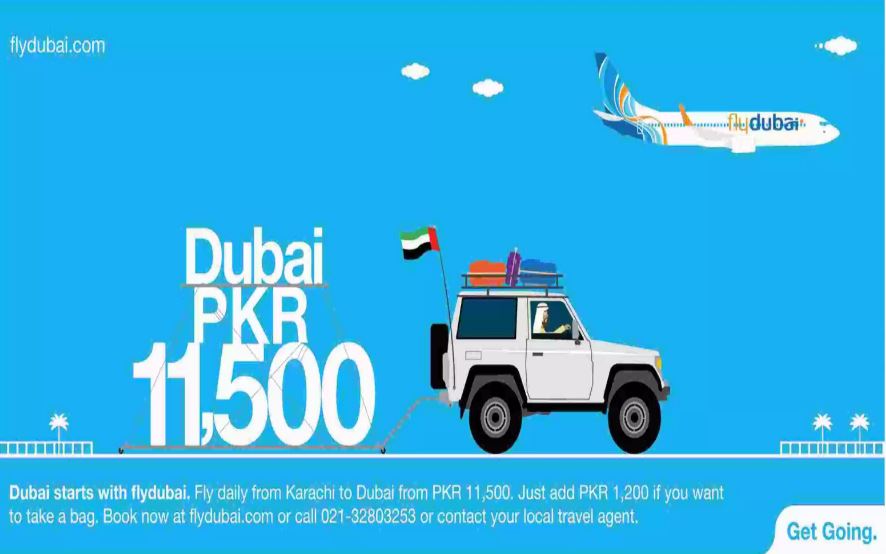 flydubai.com
flydubai
Dubai
PKR
11,500
Dubai starts with flydubai. Fly daily from Karachi to Dubai from PKR 11,500. Just add PKR 1,200 if you want
to take a bag. Book now at flydubai.com or call 021-32803253 or contact your local travel agent.
Get Going.